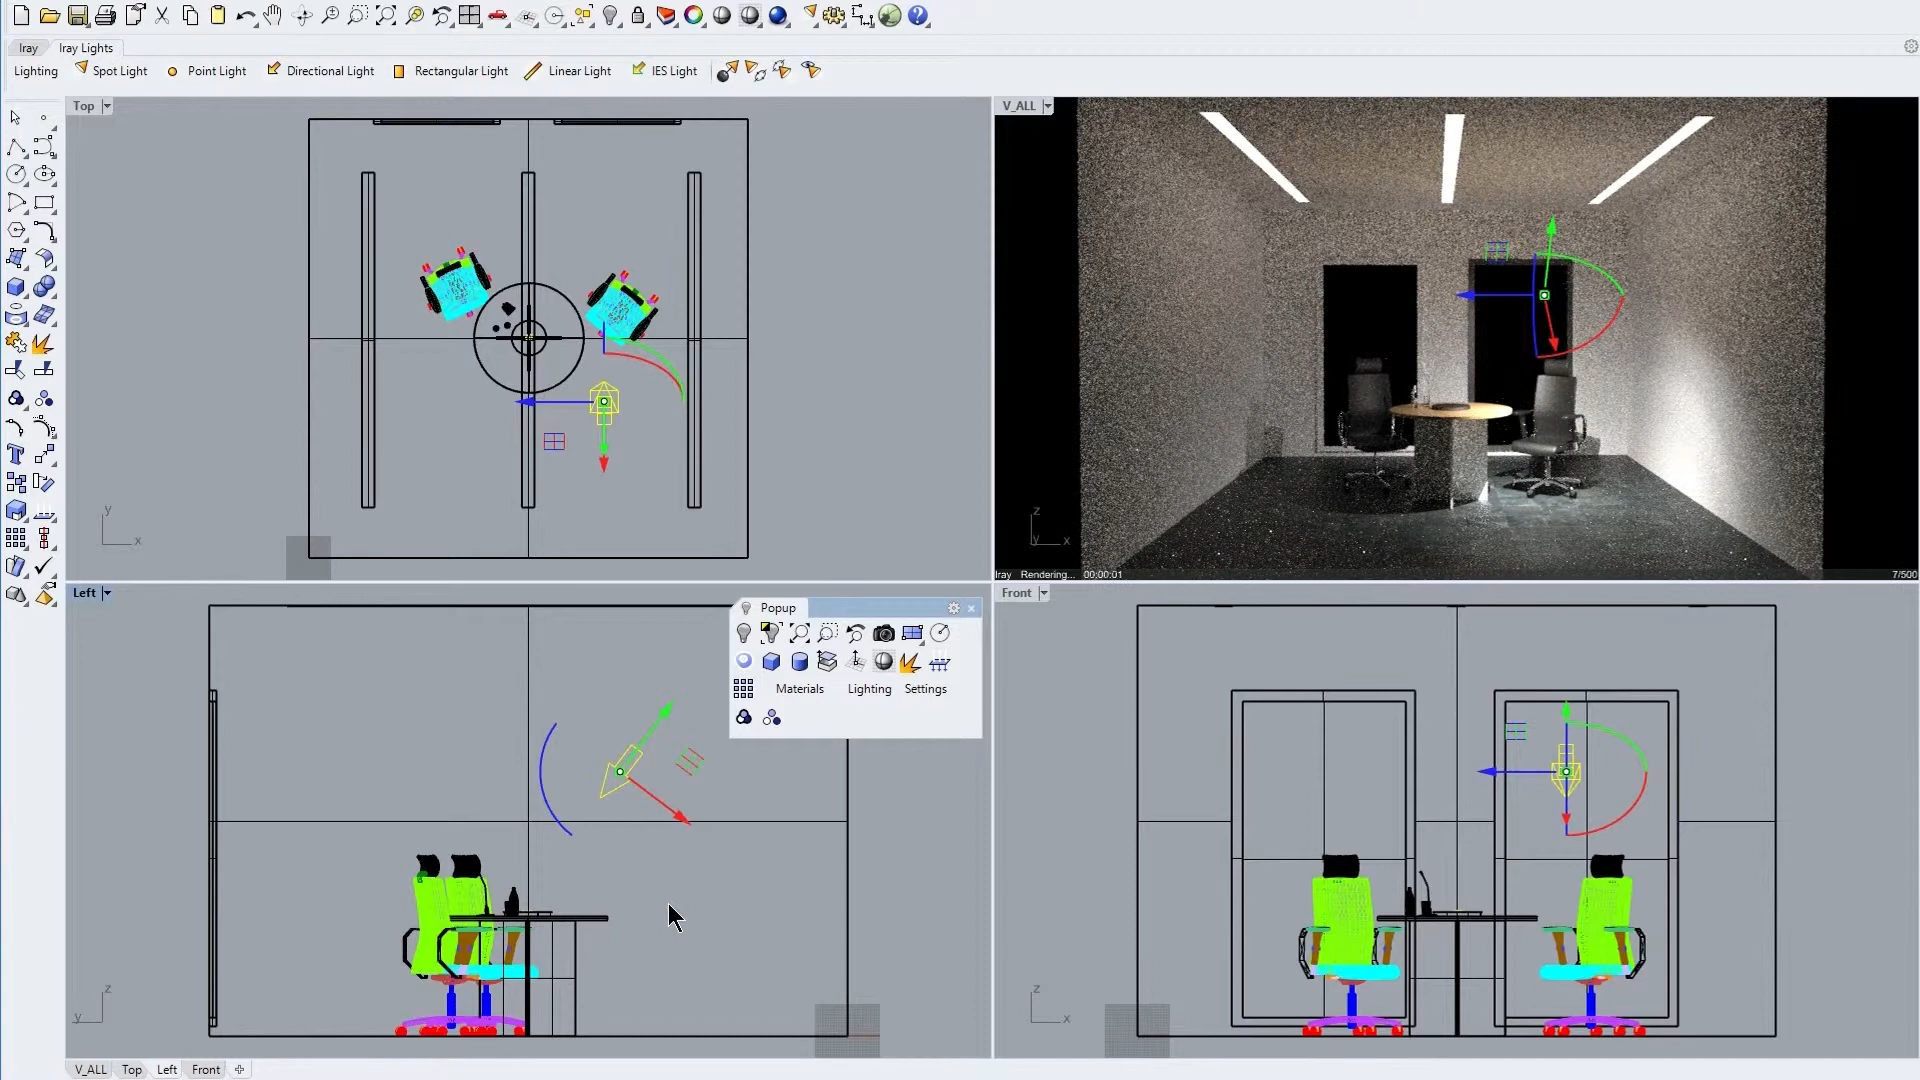 Iray Iray Lights
Lighting Spot Light Point Light Directional Light Rectangular Light Linear Light IES Light
Top
V_ALL
y
x
z
y x
Iray Rendering... 00:00:01 7/500
Left
Popup
Materials Lighting Settings
z
y
Front
z
x
V_ALL Top Left Front